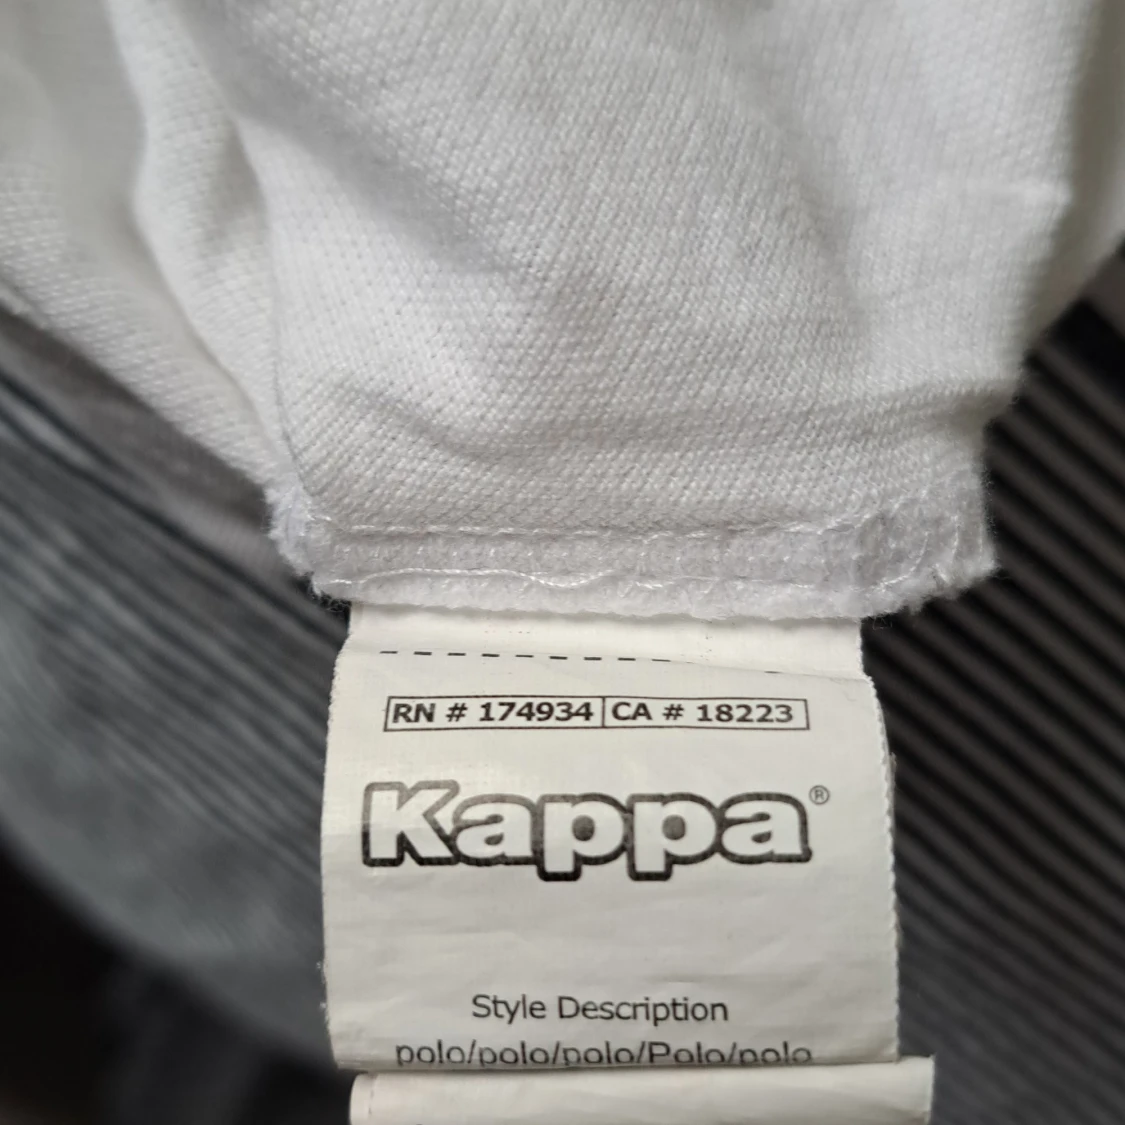 RN # 174934 CA # 18223
Kappa®
Style Description
polo/polo/polo/Polo/polo